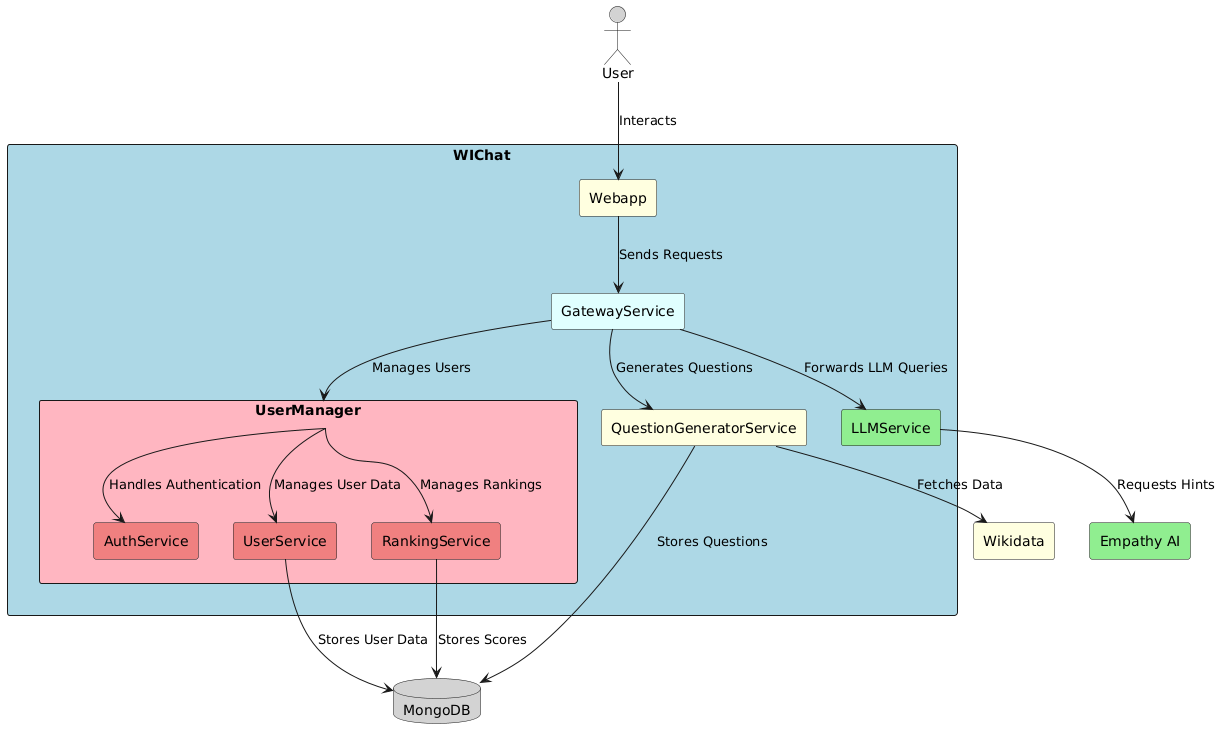 User
Interacts
WIChat
Webapp
Sends Requests
GatewayService
Manages Users
Generates Questions
Forwards LLM Queries
UserManager
QuestionGeneratorService
LLMService
Handles Authentication
Manages User Data
Manages Rankings
Fetches Data
Requests Hints
AuthService
UserService
RankingService
Stores Questions
Wikidata
Empathy AI
Stores User Data
Stores Scores
MongoDB